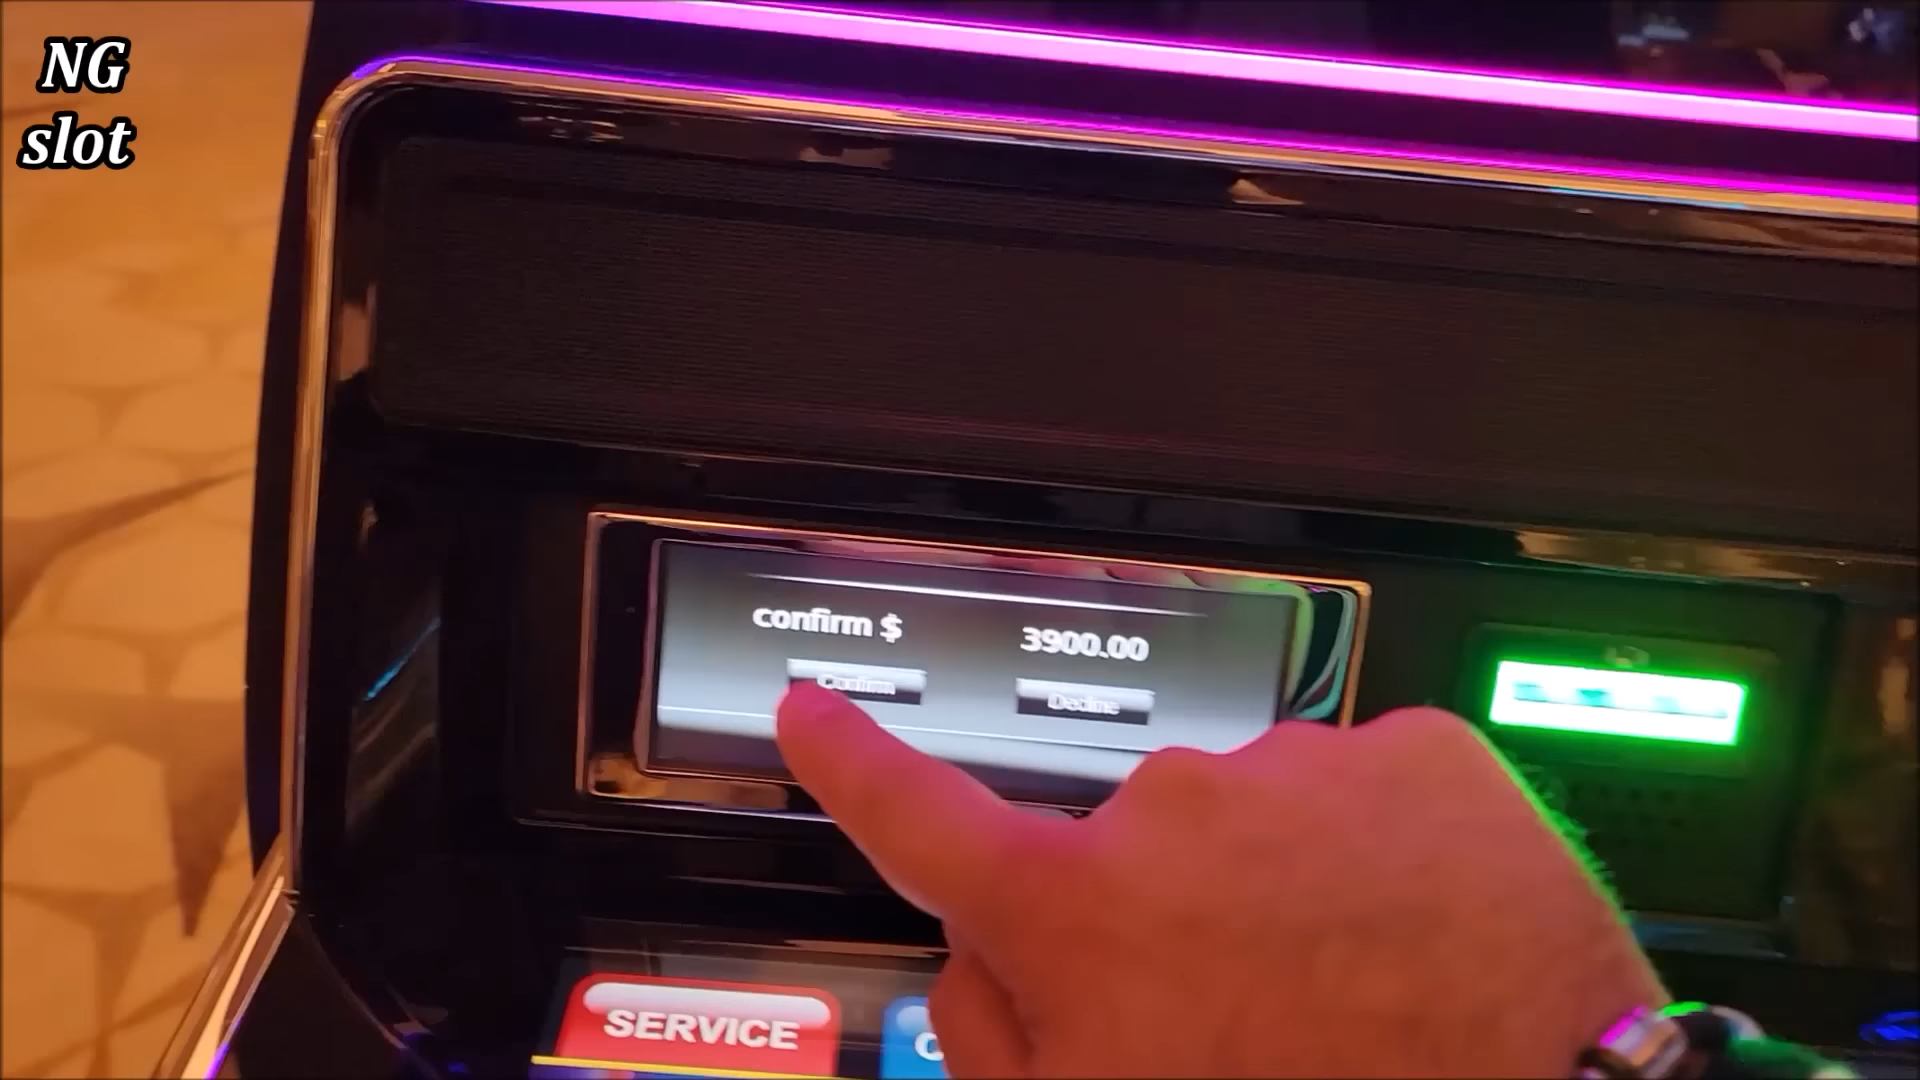 NG
slot
confirm $ 3900.00
Confirm
Decline
SERVICE
C